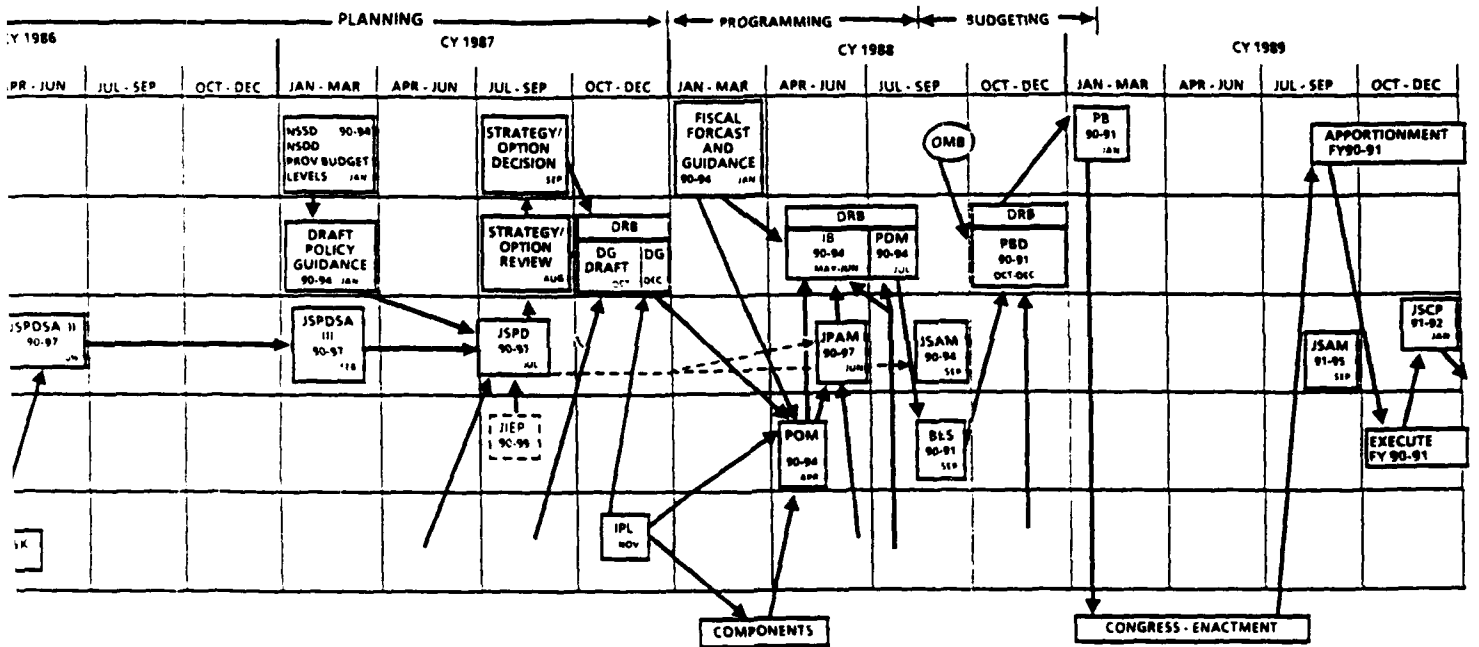 PLANNING
PROGRAMMING
BUDGETING
CY 1986
CY 1987
CY 1988
CY 1989
APR - JUN
JUL - SEP
OCT - DEC
JAN - MAR
APR - JUN
JUL - SEP
OCT - DEC
JAN - MAR
APR - JUN
JUL - SEP
OCT - DEC
JAN - MAR
APR - JUN
JUL - SEP
OCT - DEC
NSSD 90-94
NSDD
PROV BUDGET
LEVELS JAN
STRATEGY/
OPTION
DECISION
SEP
FISCAL
FORCAST
AND
GUIDANCE
90-94 JAN
OMB
PB
90-91
JAN
APPORTIONMENT
FY90-91
DRAFT
POLICY
GUIDANCE
90-94 JAN
STRATEGY/
OPTION
REVIEW
AUG
DRB
DG
DRAFT
OCT
DG
DEC
DRB
IB
90-94
MAY-JUN
PDM
90-94
JUL
DRB
PBD
90-91
OCT-DEC
JSPDSA II
90-97
JSPDSA
III
90-97
FEB
JSPD
90-97
JUL
JPAM
90-97
JUN
JSAM
90-94
SEP
JSAM
91-95
SEP
JSCP
91-92
JAN
JIEP
POM
90-94
APR
BES
90-91
SEP
EXECUTE
FY 90-91
IPL
NOV
COMPONENTS
CONGRESS - ENACTMENT